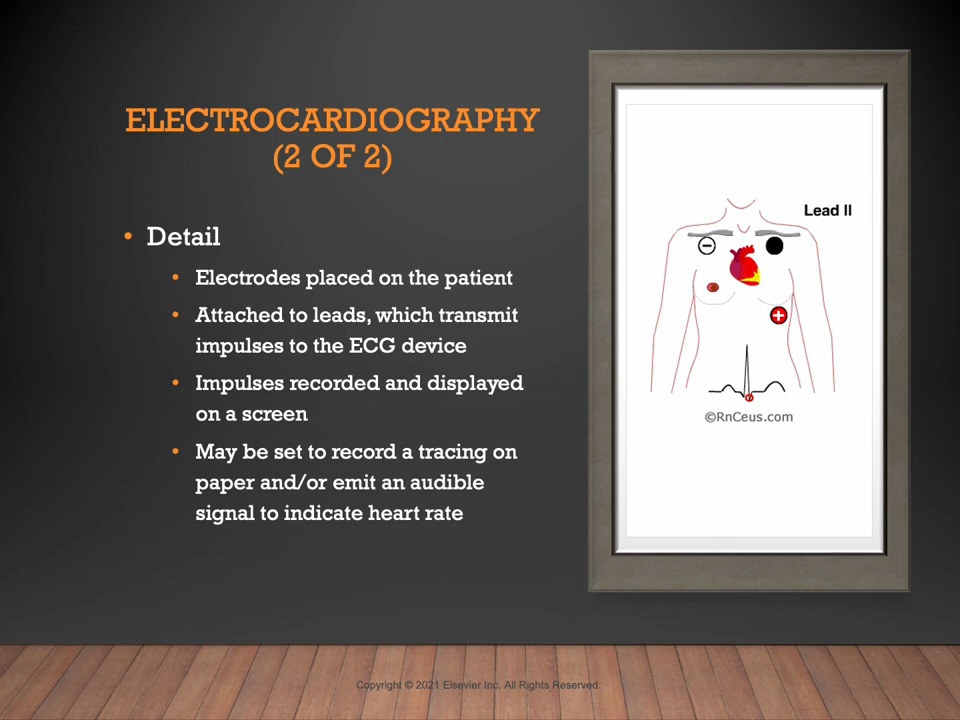 ELECTROCARDIOGRAPHY
(2 OF 2)
• Detail
• Electrodes placed on the patient
• Attached to leads, which transmit
impulses to the ECG device
• Impulses recorded and displayed
on a screen
• May be set to record a tracing on
paper and/or emit an audible
signal to indicate heart rate
Lead II
©RnCeus.com
Copyright © 2021 Elsevier Inc. All Rights Reserved.